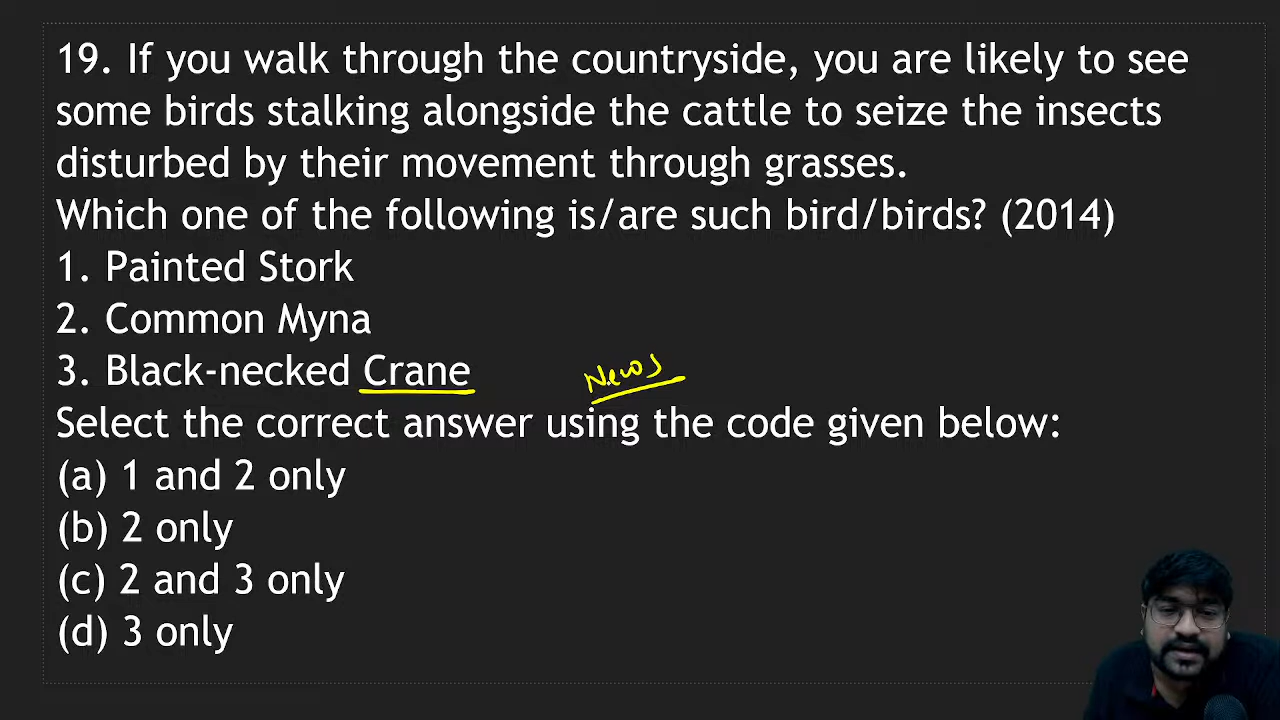 19. If you walk through the countryside, you are likely to see
some birds stalking alongside the cattle to seize the insects
disturbed by their movement through grasses.
Which one of the following is/are such bird/birds? (2014)
1. Painted Stork
2. Common Myna
3. Black-necked Crane
News
Select the correct answer using the code given below:
(a) 1 and 2 only
(b) 2 only
(c) 2 and 3 only
(d) 3 only